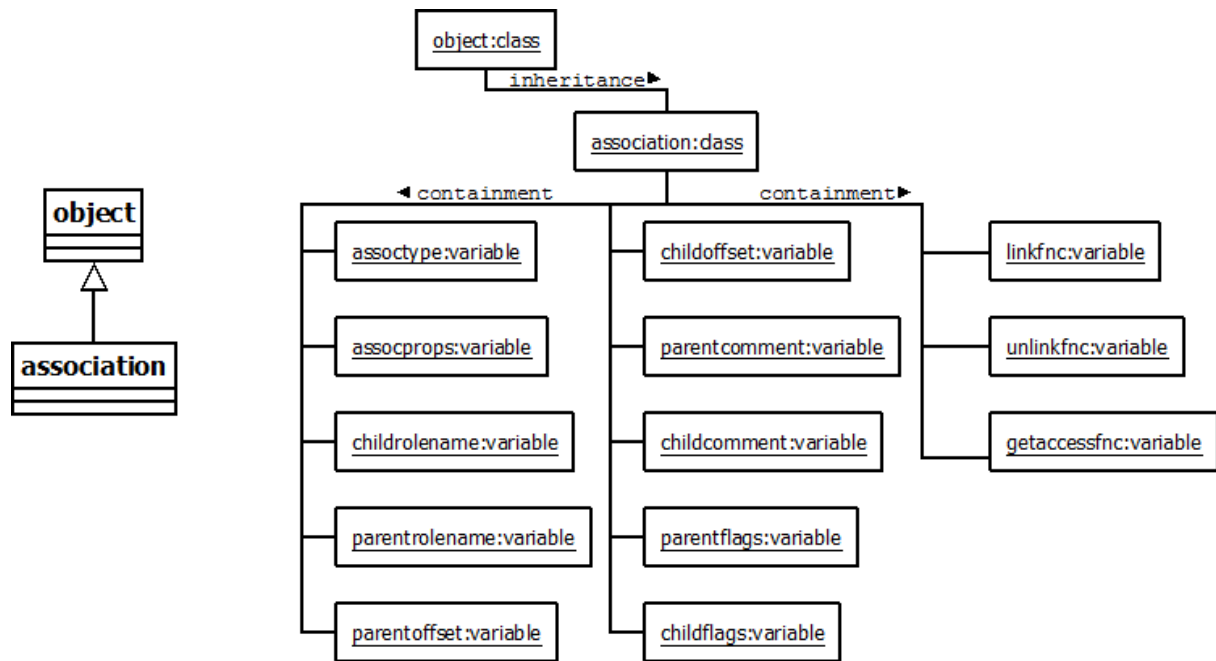 object:class
inheritance
association:class
containment
containment
object
association
assoctype:variable
childoffset:variable
linkfnc:variable
assocprops:variable
parentcomment:variable
unlinkfnc:variable
childrolename:variable
childcomment:variable
getaccessfnc:variable
parentrolename:variable
parentflags:variable
parentoffset:variable
childflags:variable